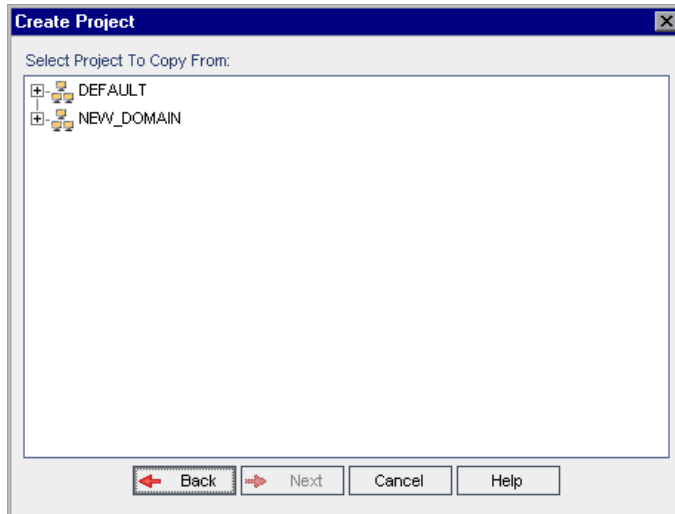 Create Project
Select Project To Copy From:
DEFAULT
NEW_DOMAIN
Back Next Cancel Help